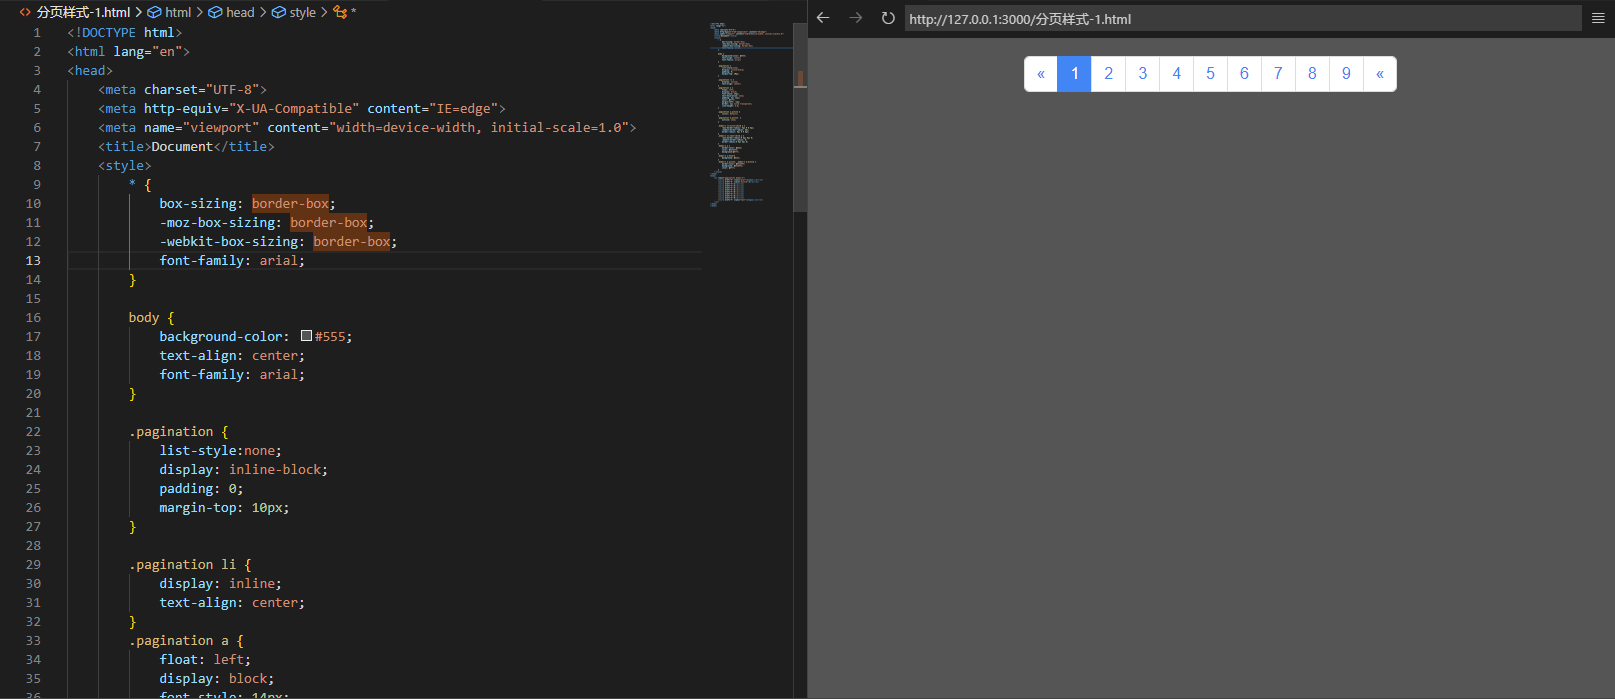 分页样式-1.html > html > head > style > *
1 <!DOCTYPE html>
2 <html lang="en">
3 <head>
4 <meta charset="UTF-8">
5 <meta http-equiv="X-UA-Compatible" content="IE=edge">
6 <meta name="viewport" content="width=device-width, initial-scale=1.0">
7 <title>Document</title>
8 <style>
9 * {
10 box-sizing: border-box;
11 -moz-box-sizing: border-box;
12 -webkit-box-sizing: border-box;
13 font-family: arial;
14 }
15
16 body {
17 background-color: #555;
18 text-align: center;
19 font-family: arial;
20 }
21
22 .pagination {
23 list-style:none;
24 display: inline-block;
25 padding: 0;
26 margin-top: 10px;
27 }
28
29 .pagination li {
30 display: inline;
31 text-align: center;
32 }
33 .pagination a {
34 float: left;
35 display: block;
36 font-style: 14px;
http://127.0.0.1:3000/分页样式-1.html
« 1 2 3 4 5 6 7 8 9 «